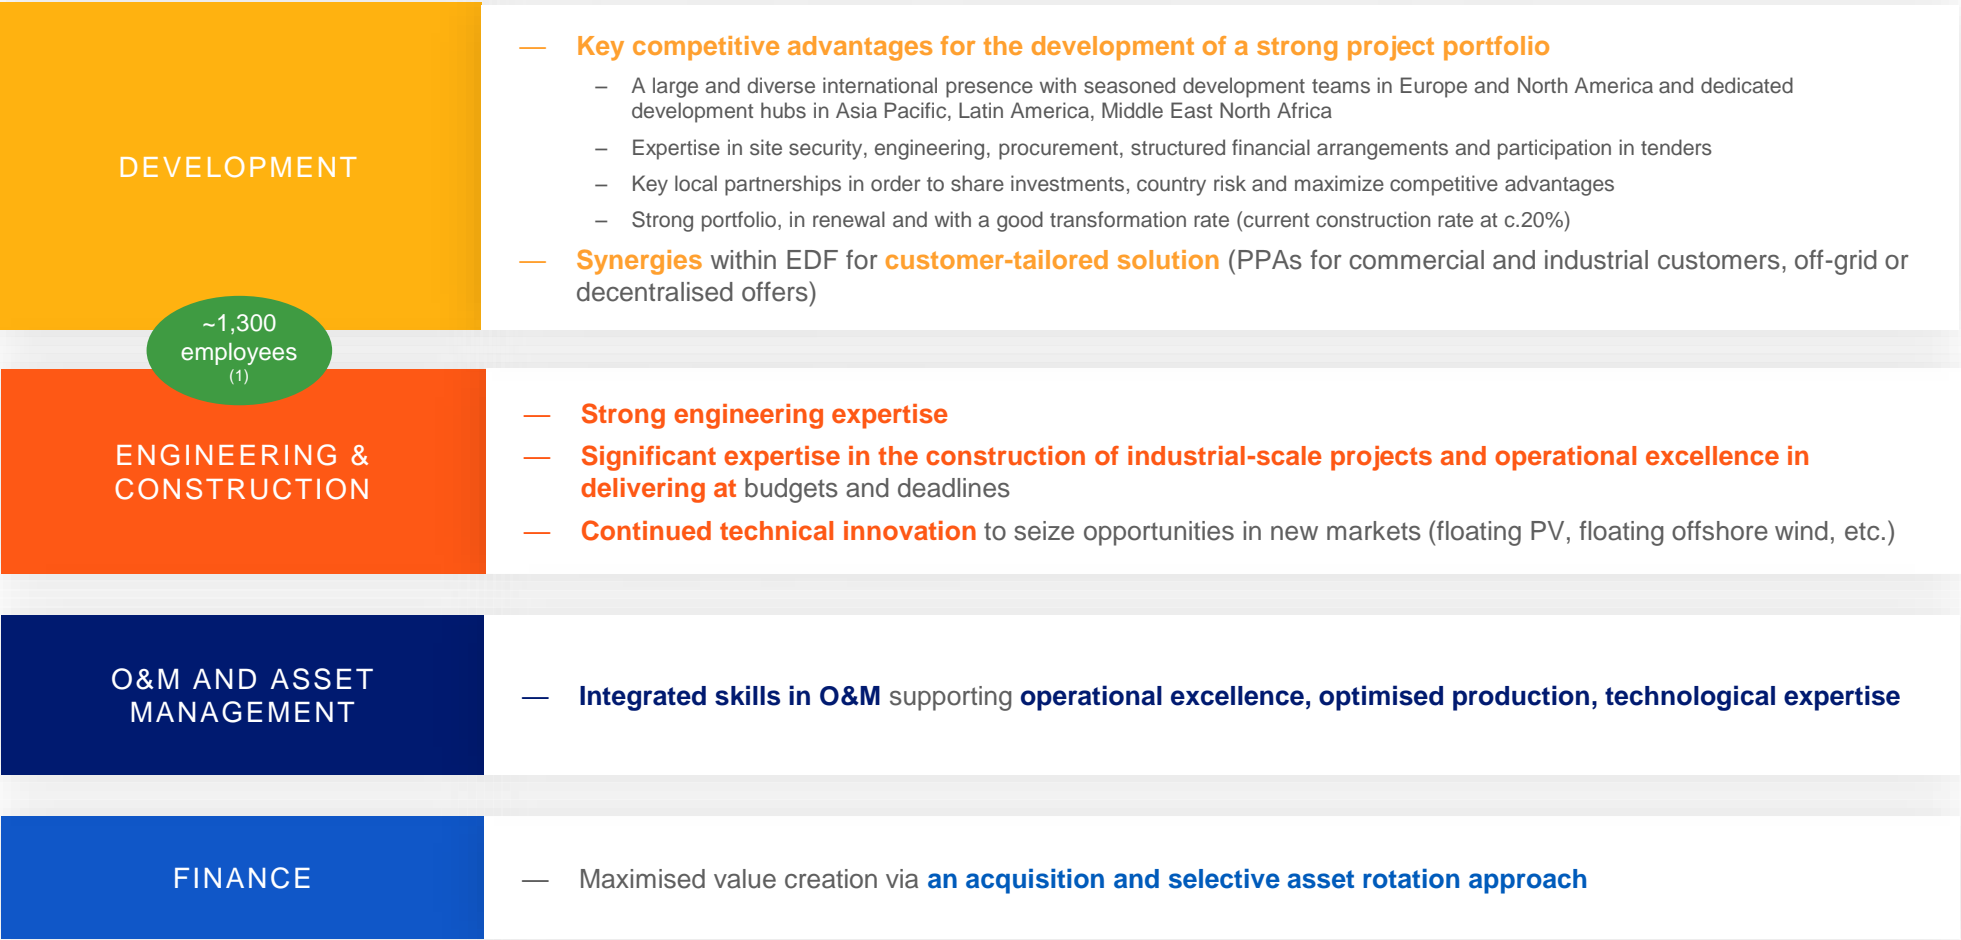 DEVELOPMENT
— Key competitive advantages for the development of a strong project portfolio
– A large and diverse international presence with seasoned development teams in Europe and North America and dedicated
development hubs in Asia Pacific, Latin America, Middle East North Africa
– Expertise in site security, engineering, procurement, structured financial arrangements and participation in tenders
– Key local partnerships in order to share investments, country risk and maximize competitive advantages
– Strong portfolio, in renewal and with a good transformation rate (current construction rate at c.20%)
— Synergies within EDF for customer-tailored solution (PPAs for commercial and industrial customers, off-grid or
decentralised offers)
~1,300
employees
(1)
ENGINEERING &
CONSTRUCTION
— Strong engineering expertise
— Significant expertise in the construction of industrial-scale projects and operational excellence in
delivering at budgets and deadlines
— Continued technical innovation to seize opportunities in new markets (floating PV, floating offshore wind, etc.)
O&M AND ASSET
MANAGEMENT
— Integrated skills in O&M supporting operational excellence, optimised production, technological expertise
FINANCE
— Maximised value creation via an acquisition and selective asset rotation approach